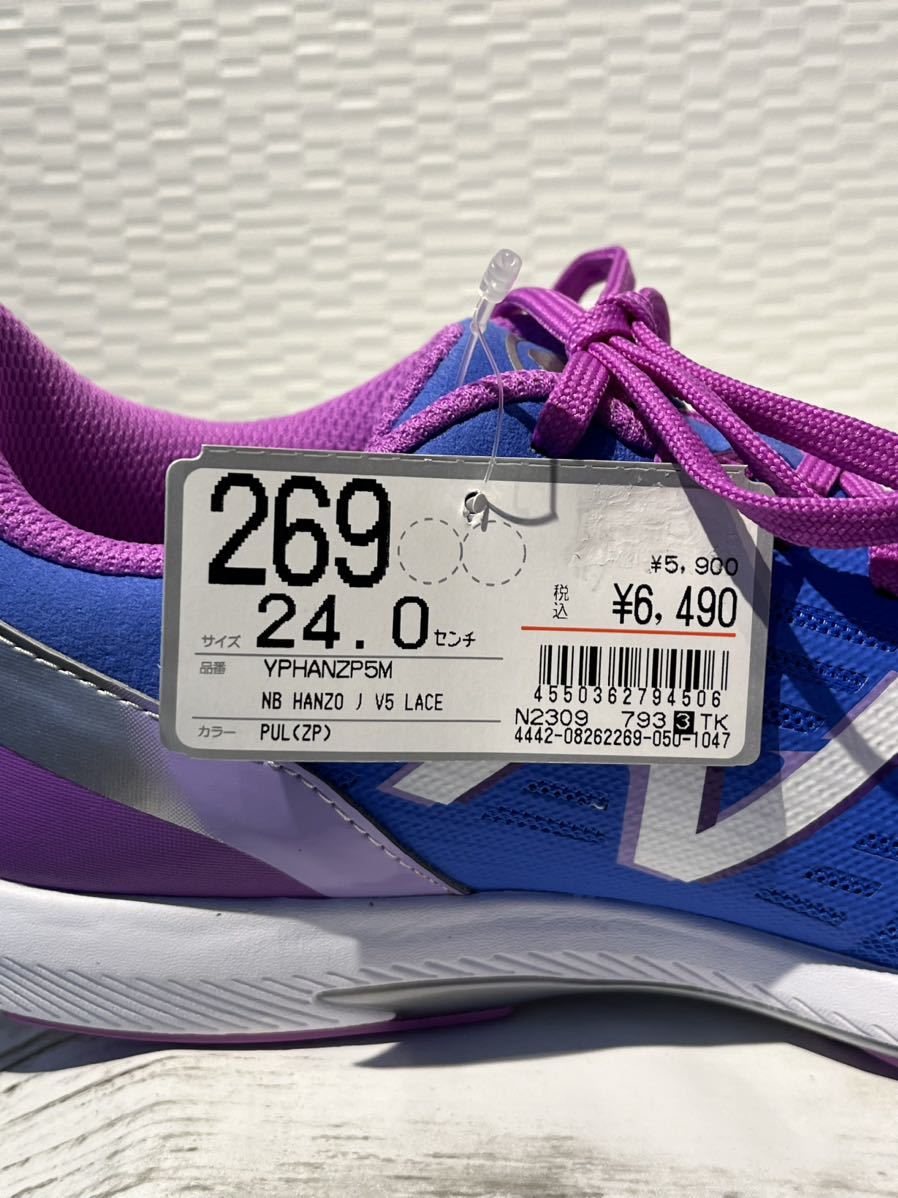 269
¥5,900
サイズ 24.0 センチ
税込 ¥6,490
品番 YPHANZP5M
NB HANZO J V5 LACE
カラー PUL(ZP)
4550362794506
N2309 793 3 TK
4442-08262269-050-1047